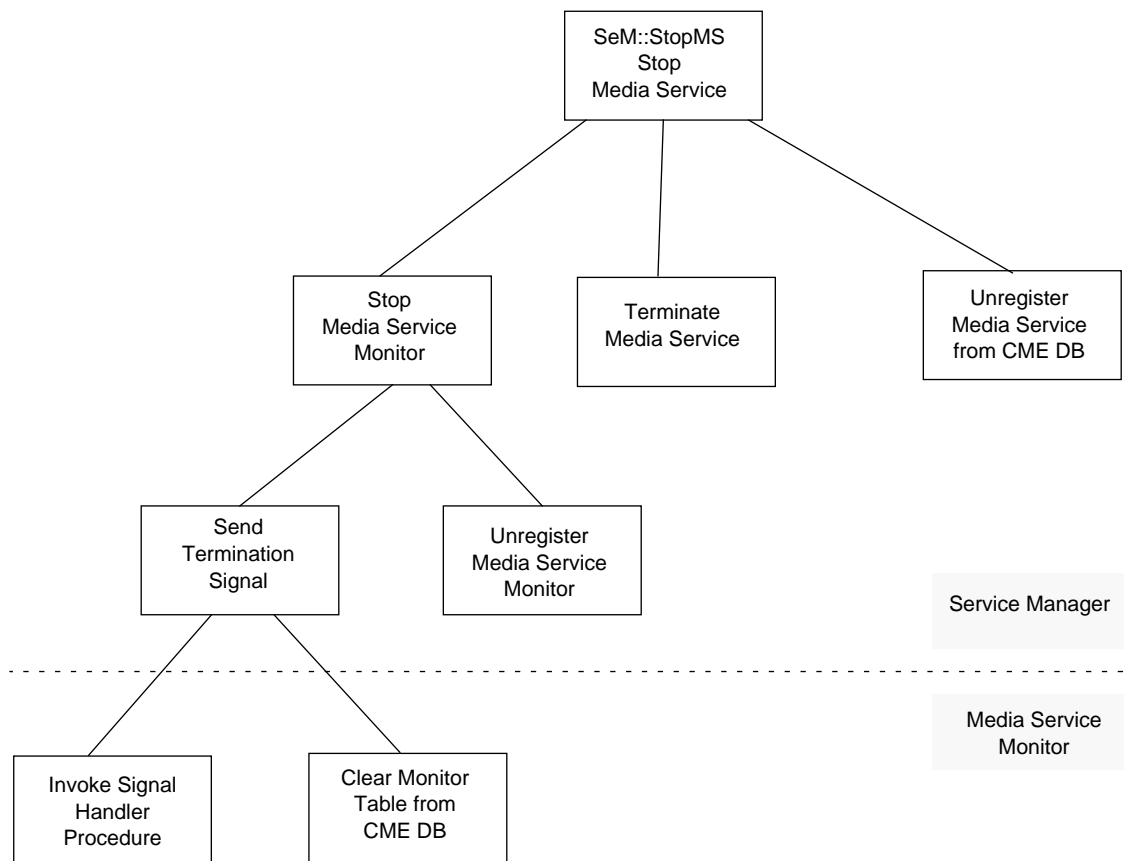 SeM::StopMS
Stop
Media Service
Stop
Media Service
Monitor
Terminate
Media Service
Unregister
Media Service
from CME DB
Send
Termination
Signal
Unregister
Media Service
Monitor
Service Manager
Media Service
Monitor
Invoke Signal
Handler
Procedure
Clear Monitor
Table from
CME DB